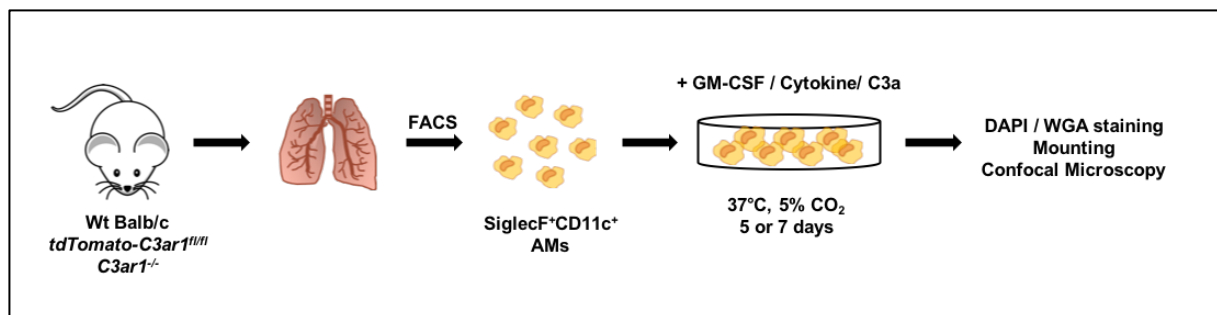 Wt Balb/c
tdTomato-C3ar1fl/fl
C3ar1-/-
FACS
SiglecF+CD11c+
AMs
+ GM-CSF / Cytokine/ C3a
37°C, 5% CO2
5 or 7 days
DAPI / WGA staining
Mounting
Confocal Microscopy